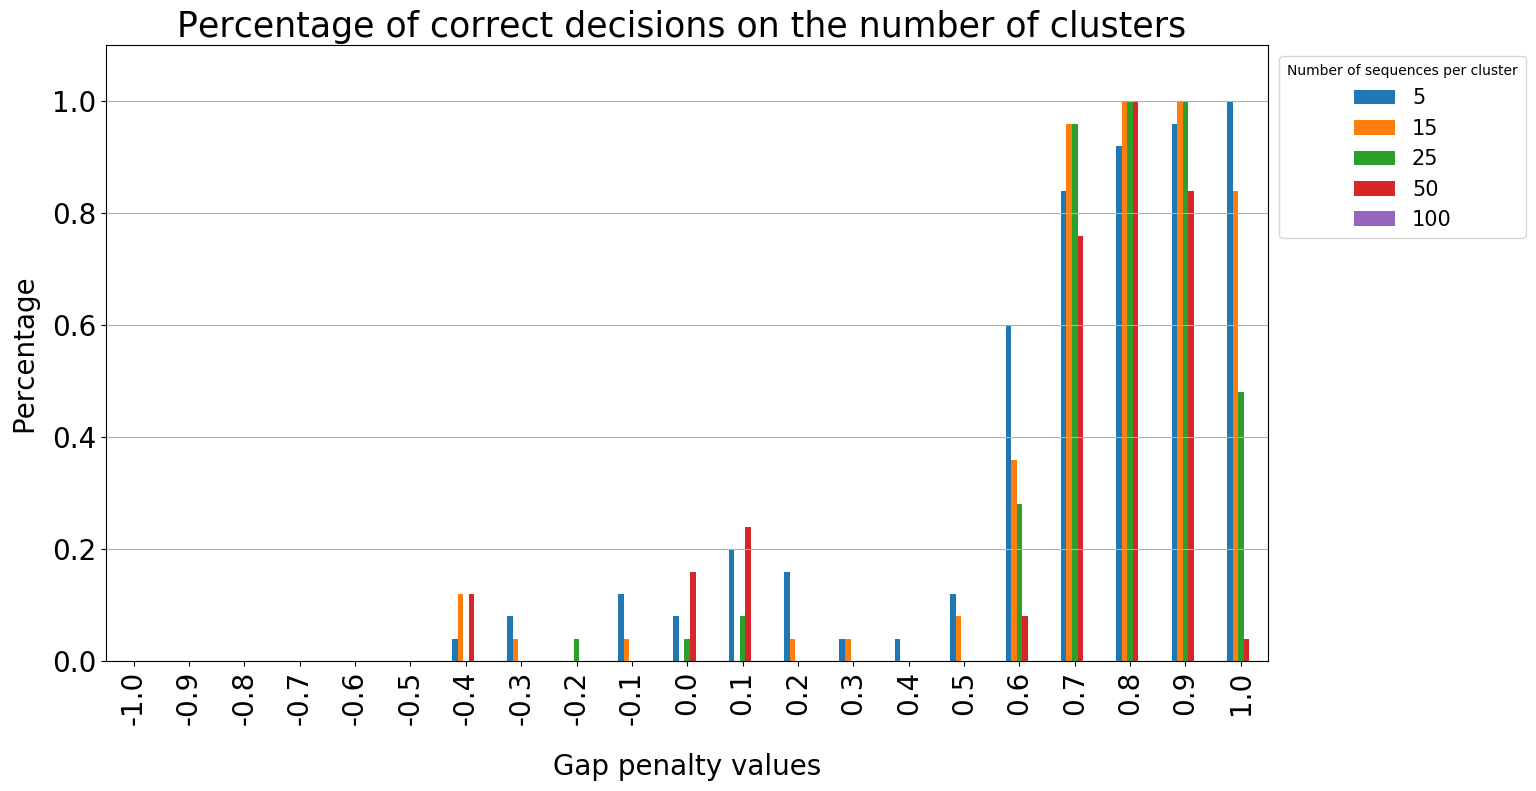 Percentage of correct decisions on the number of clusters
Number of sequences per cluster
5
15
25
50
100
Percentage
1.0
0.8
0.6
0.4
0.2
0.0
-1.0 -0.9 -0.8 -0.7 -0.6 -0.5 -0.4 -0.3 -0.2 -0.1 0.0 0.1 0.2 0.3 0.4 0.5 0.6 0.7 0.8 0.9 1.0
Gap penalty values